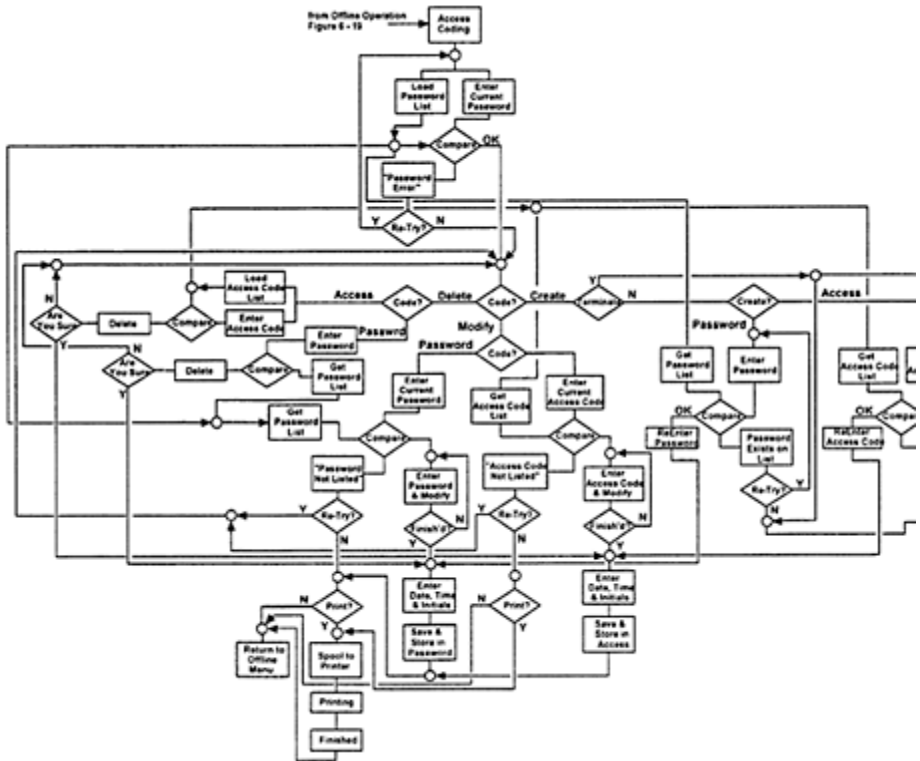 from Offline Operation
Figure 6 - 19
Access
Coding
Load
Password
List
Enter
Current
Password
Compare
OK
"Password
Error"
Y
Re-Try?
N
Load
Access Code
List
Enter
Access Code
Compare
Delete
N
Are
You Sure
Y
Access
Code?
Delete
Code?
Create
Terminate
Y
N
Create?
Access
Passwrd
Enter
Password
Get
Password
List
Compare
Delete
N
Are
You Sure
Y
Modify
Password
Code?
Enter
Current
Password
Get
Password
List
Compare
Get
Access Code
List
Enter
Current
Access Code
Compare
Password
Get
Password
List
Enter
Password
OK
Compare
ReEnter
Password
Password
Exists on
List
Re-Try?
Y
N
Get
Access Code
List
OK
ReEnter
Access Code
"Password
Not Listed"
Y
Re-Try?
N
Enter
Password
& Modify
Finish'd?
N
Y
"Access Code
Not Listed"
Y
Re-Try?
N
Enter
Access Code
& Modify
Finish'd?
N
Y
Enter
Date, Time
& Initials
Save &
Store in
Password
Enter
Date, Time
& Initials
Save &
Store in
Access
N
Print?
Y
N
Print?
Y
Return to
Offline
Menu
Spool to
Printer
Printing
Finished